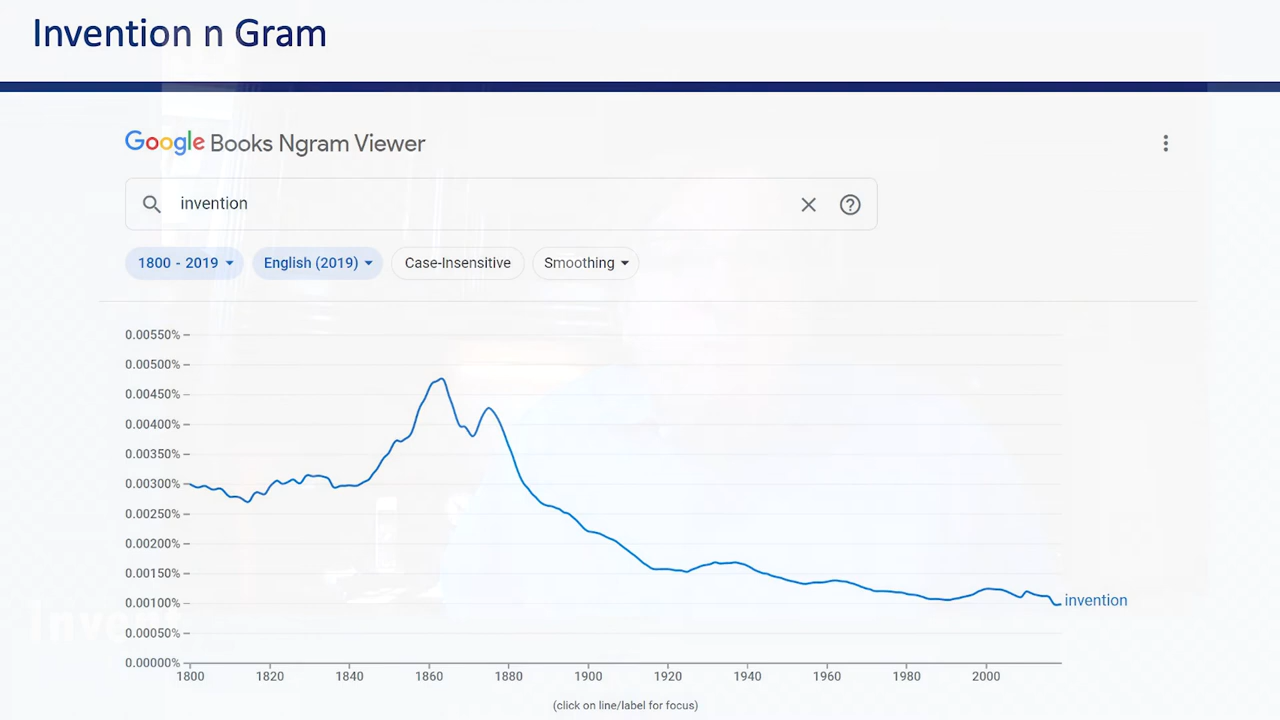 Invention n Gram
Google Books Ngram Viewer
invention
1800 - 2019 English (2019) Case-Insensitive Smoothing
0.00550%
0.00500%
0.00450%
0.00400%
0.00350%
0.00300%
0.00250%
0.00200%
0.00150%
0.00100%
invention
0.00050%
0.00000%
1800 1820 1840 1860 1880 1900 1920 1940 1960 1980 2000
(click on line/label for focus)